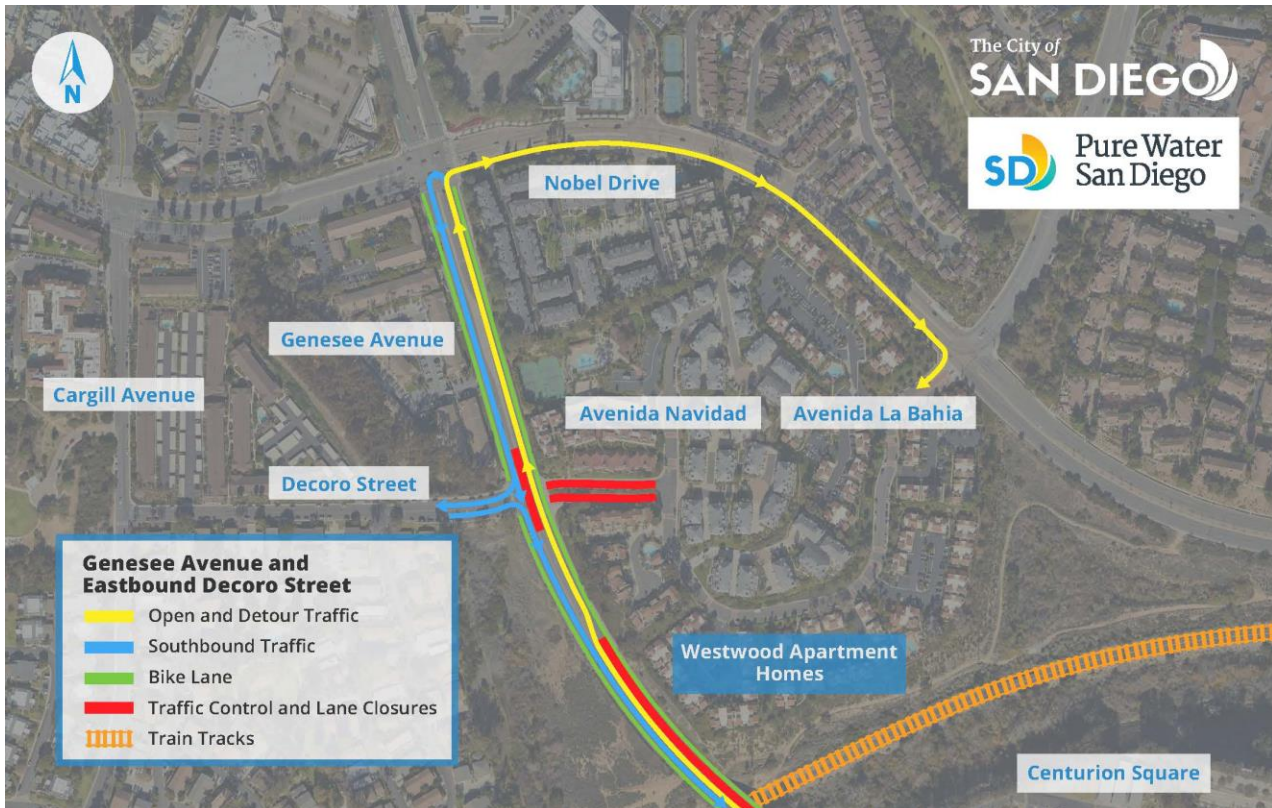 N
The City of
SAN DIEGO
SD
Pure Water
San Diego
Nobel Drive
Genesee Avenue
Cargill Avenue
Avenida Navidad
Avenida La Bahia
Decoro Street
Genesee Avenue and
Eastbound Decoro Street
Open and Detour Traffic
Southbound Traffic
Bike Lane
Traffic Control and Lane Closures
Train Tracks
Westwood Apartment
Homes
Centurion Square